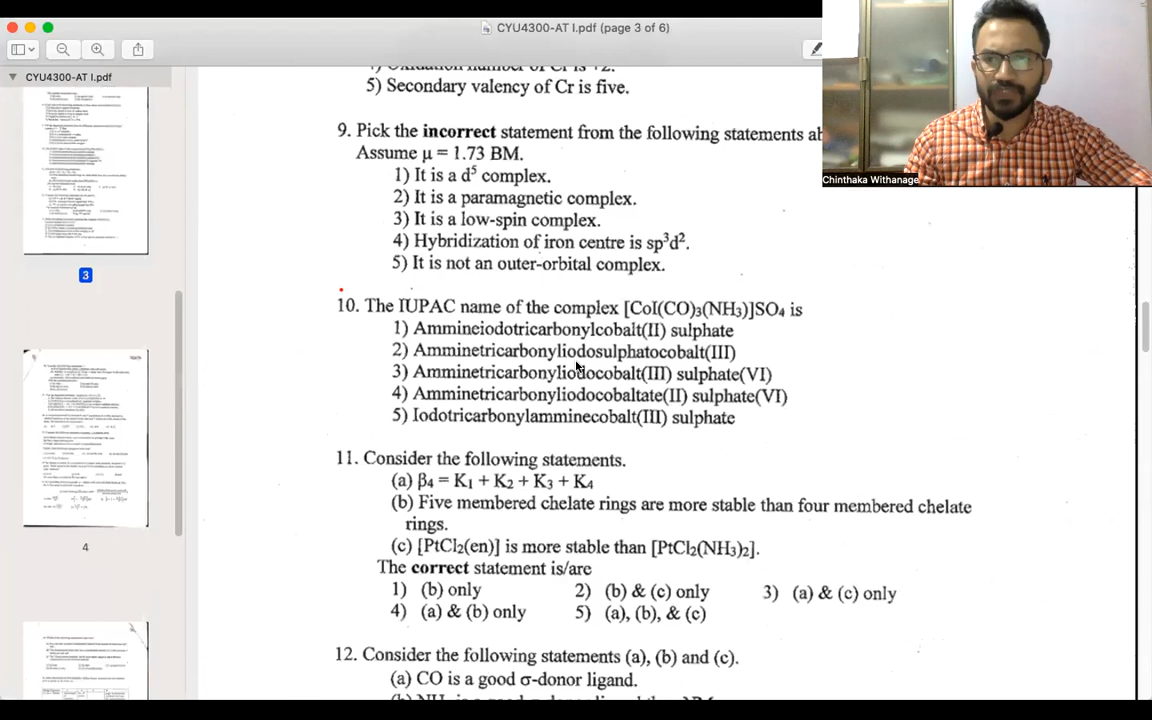 CYU4300-AT I.pdf (page 3 of 6)
CYU4300-AT I.pdf
3
4
Chinthaka Withanage
5) Secondary valency of Cr is five.
9. Pick the incorrect statement from the following statements
Assume μ = 1.73 BM.
1) It is a d⁵ complex.
2) It is a paramagnetic complex.
3) It is a low-spin complex.
4) Hybridization of iron centre is sp³d².
5) It is not an outer-orbital complex.
10. The IUPAC name of the complex [CoI(CO)₃(NH₃)]SO₄ is
1) Ammineiodotricarbonylcobalt(II) sulphate
2) Amminetricarbonyliodosulphatocobalt(III)
3) Amminetricarbonyliodocobalt(III) sulphate(VI)
4) Amminetricarbonyliodocobaltate(II) sulphate(VI)
5) Iodotricarbonylamminecobalt(III) sulphate
11. Consider the following statements.
(a) β₄ = K₁ + K₂ + K₃ + K₄
(b) Five membered chelate rings are more stable than four membered chelate
rings.
(c) [PtCl₂(en)] is more stable than [PtCl₂(NH₃)₂].
The correct statement is/are
1) (b) only 2) (b) & (c) only 3) (a) & (c) only
4) (a) & (b) only 5) (a), (b), & (c)
12. Consider the following statements (a), (b) and (c).
(a) CO is a good σ-donor ligand.